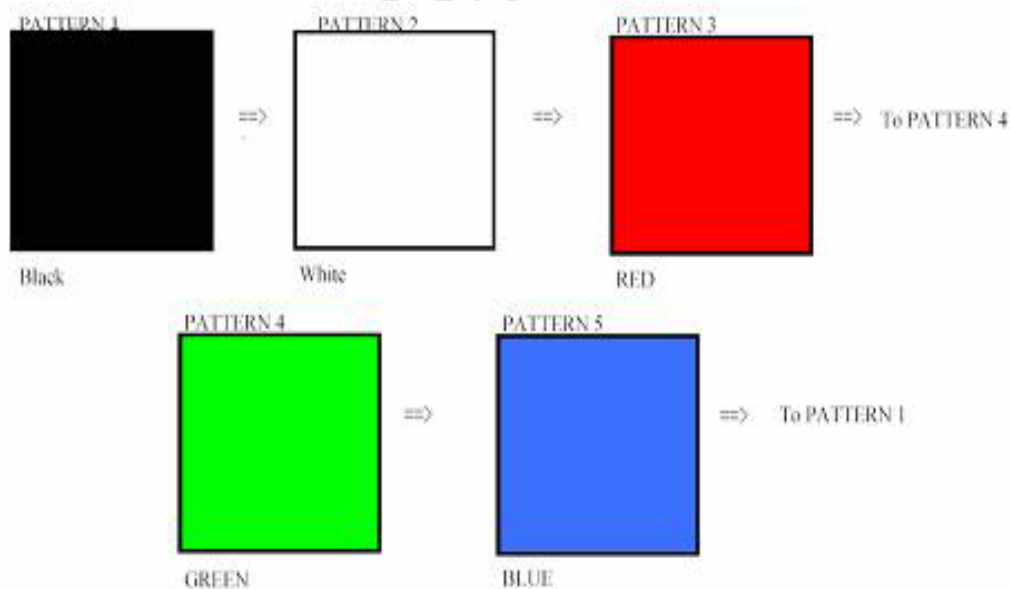 PATTERN 1
PATTERN 2
PATTERN 3
==>
==>
==> To PATTERN 4
Black
White
RED
PATTERN 4
PATTERN 5
==>
==> To PATTERN 1
GREEN
BLUE